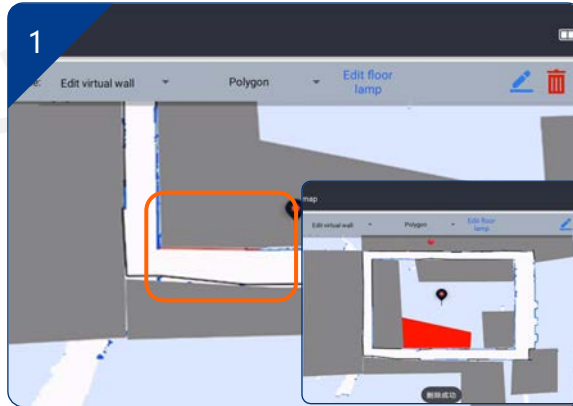 1
e:
Edit virtual wall
Polygon
Edit floor
lamp
map
Edit virtual wall
Polygon
Edit floor
lamp
删除成功